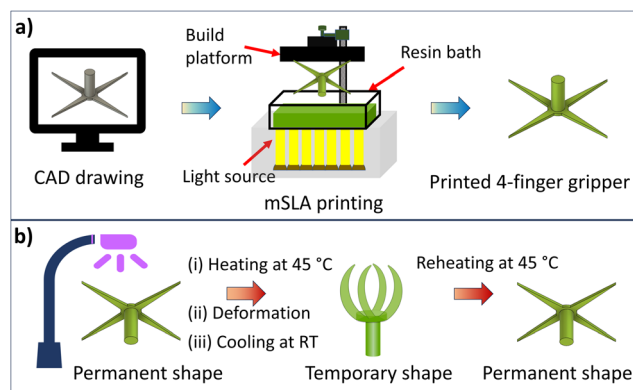 a)
Build
platform
Resin bath
Light source
CAD drawing
mSLA printing
Printed 4-finger gripper
b)
(i) Heating at 45 °C
(ii) Deformation
(iii) Cooling at RT
Reheating at 45 °C
Permanent shape
Temporary shape
Permanent shape